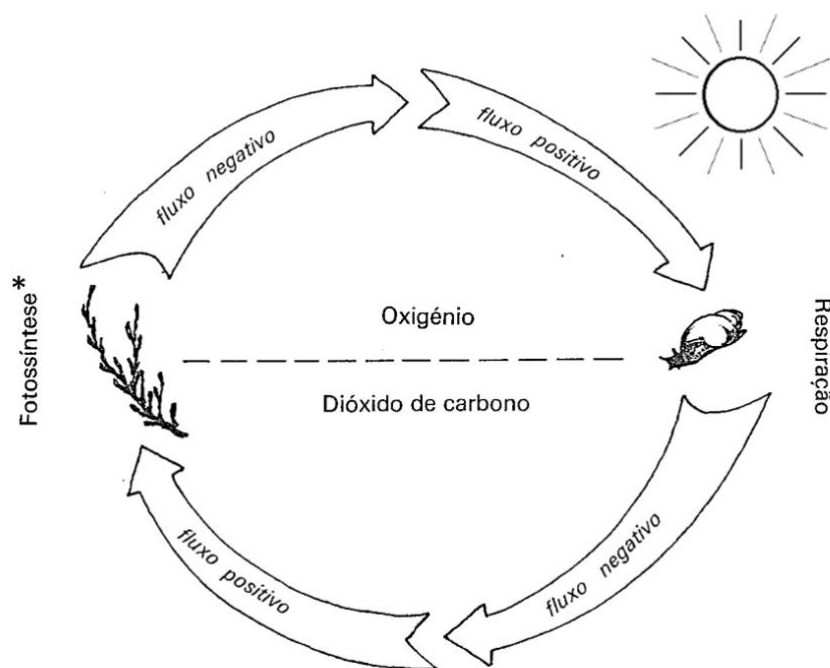 fluxo negativo
fluxo positivo
Fotossíntese*
Oxigénio
Respiração
Dióxido de carbono
fluxo positivo
fluxo negativo